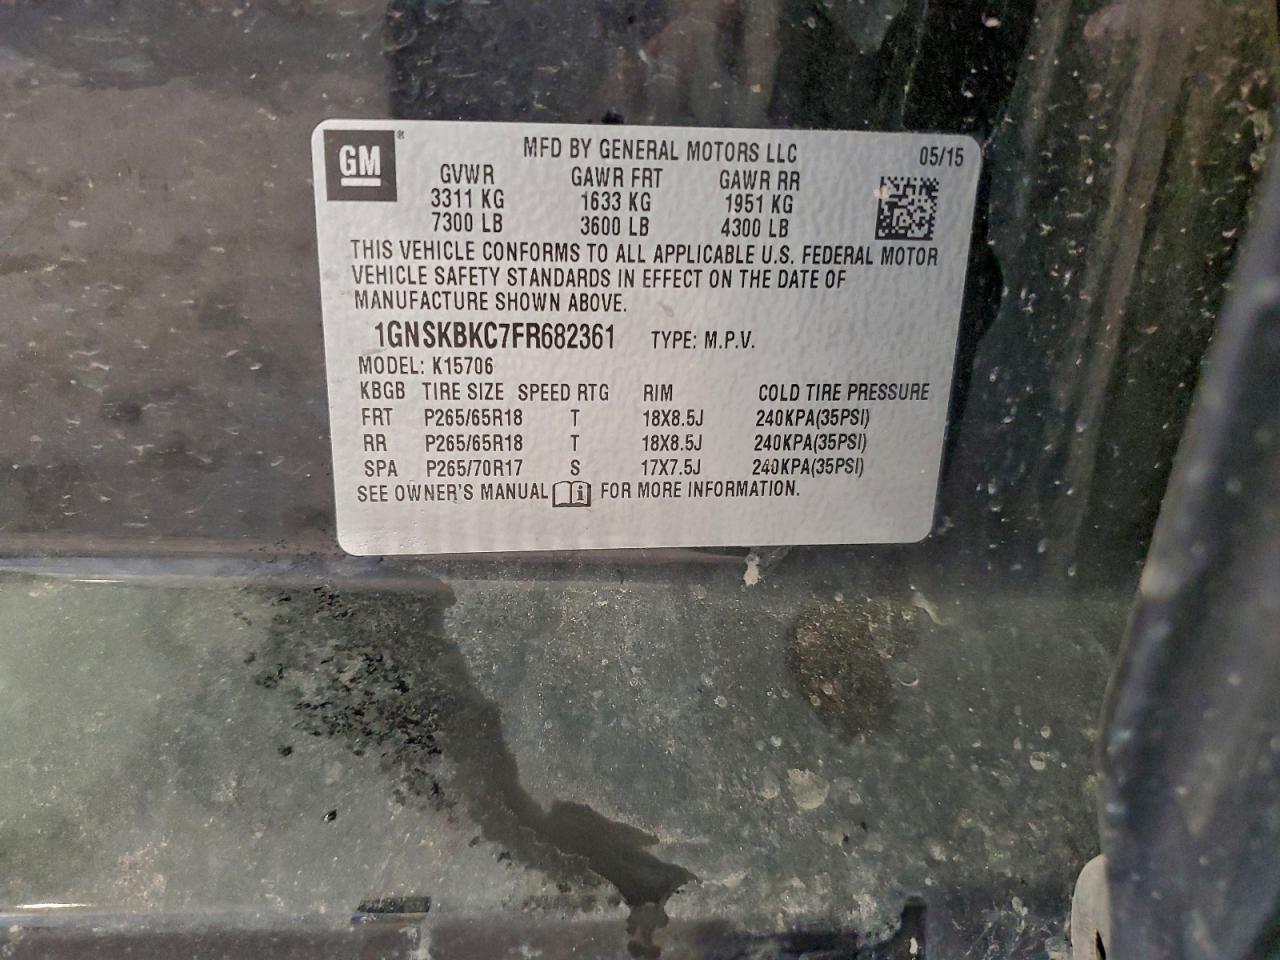 GM®
MFD BY GENERAL MOTORS LLC 05/15
GVWR GAWR FRT GAWR RR
3311 KG 1633 KG 1951 KG
7300 LB 3600 LB 4300 LB
THIS VEHICLE CONFORMS TO ALL APPLICABLE U.S. FEDERAL MOTOR
VEHICLE SAFETY STANDARDS IN EFFECT ON THE DATE OF
MANUFACTURE SHOWN ABOVE.
1GNSKBKC7FR682361 TYPE: M.P.V.
MODEL: K15706
KBGB TIRE SIZE SPEED RTG RIM COLD TIRE PRESSURE
FRT P265/65R18 T 18X8.5J 240KPA(35PSI)
RR P265/65R18 T 18X8.5J 240KPA(35PSI)
SPA P265/70R17 S 17X7.5J 240KPA(35PSI)
SEE OWNER'S MANUAL FOR MORE INFORMATION.